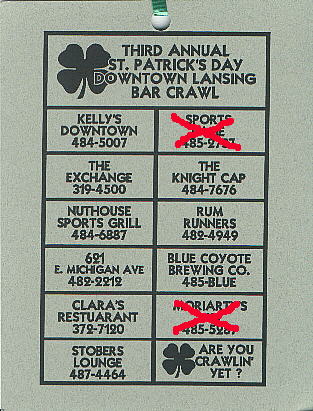 THIRD ANNUAL
ST. PATRICK'S DAY
DOWNTOWN LANSING
BAR CRAWL
KELLY'S
DOWNTOWN
484-5007
SPORTS
THE
EXCHANGE
319-4500
THE
KNIGHT CAP
484-7676
NUTHOUSE
SPORTS GRILL
484-6887
RUM
RUNNERS
482-4949
621
E. MICHIGAN AVE
482-2212
BLUE COYOTE
BREWING CO.
485-BLUE
CLARA'S
RESTUARANT
372-7120
MORIARTY'S
STOBERS
LOUNGE
487-4464
ARE YOU
CRAWLIN'
YET ?